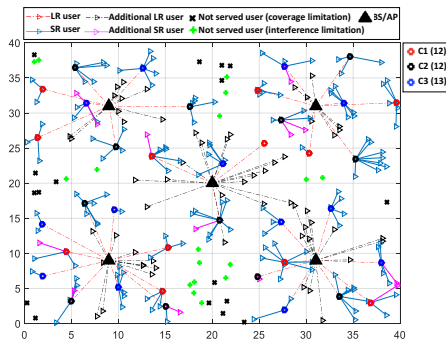 LR user Additional LR user Not served user (coverage limitation) BS/AP
SR user Additional SR user Not served user (interference limitation)
C1 (12)
C2 (12)
C3 (13)
40
35
30
25
20
15
10
5
0
0 5 10 15 20 25 30 35 40